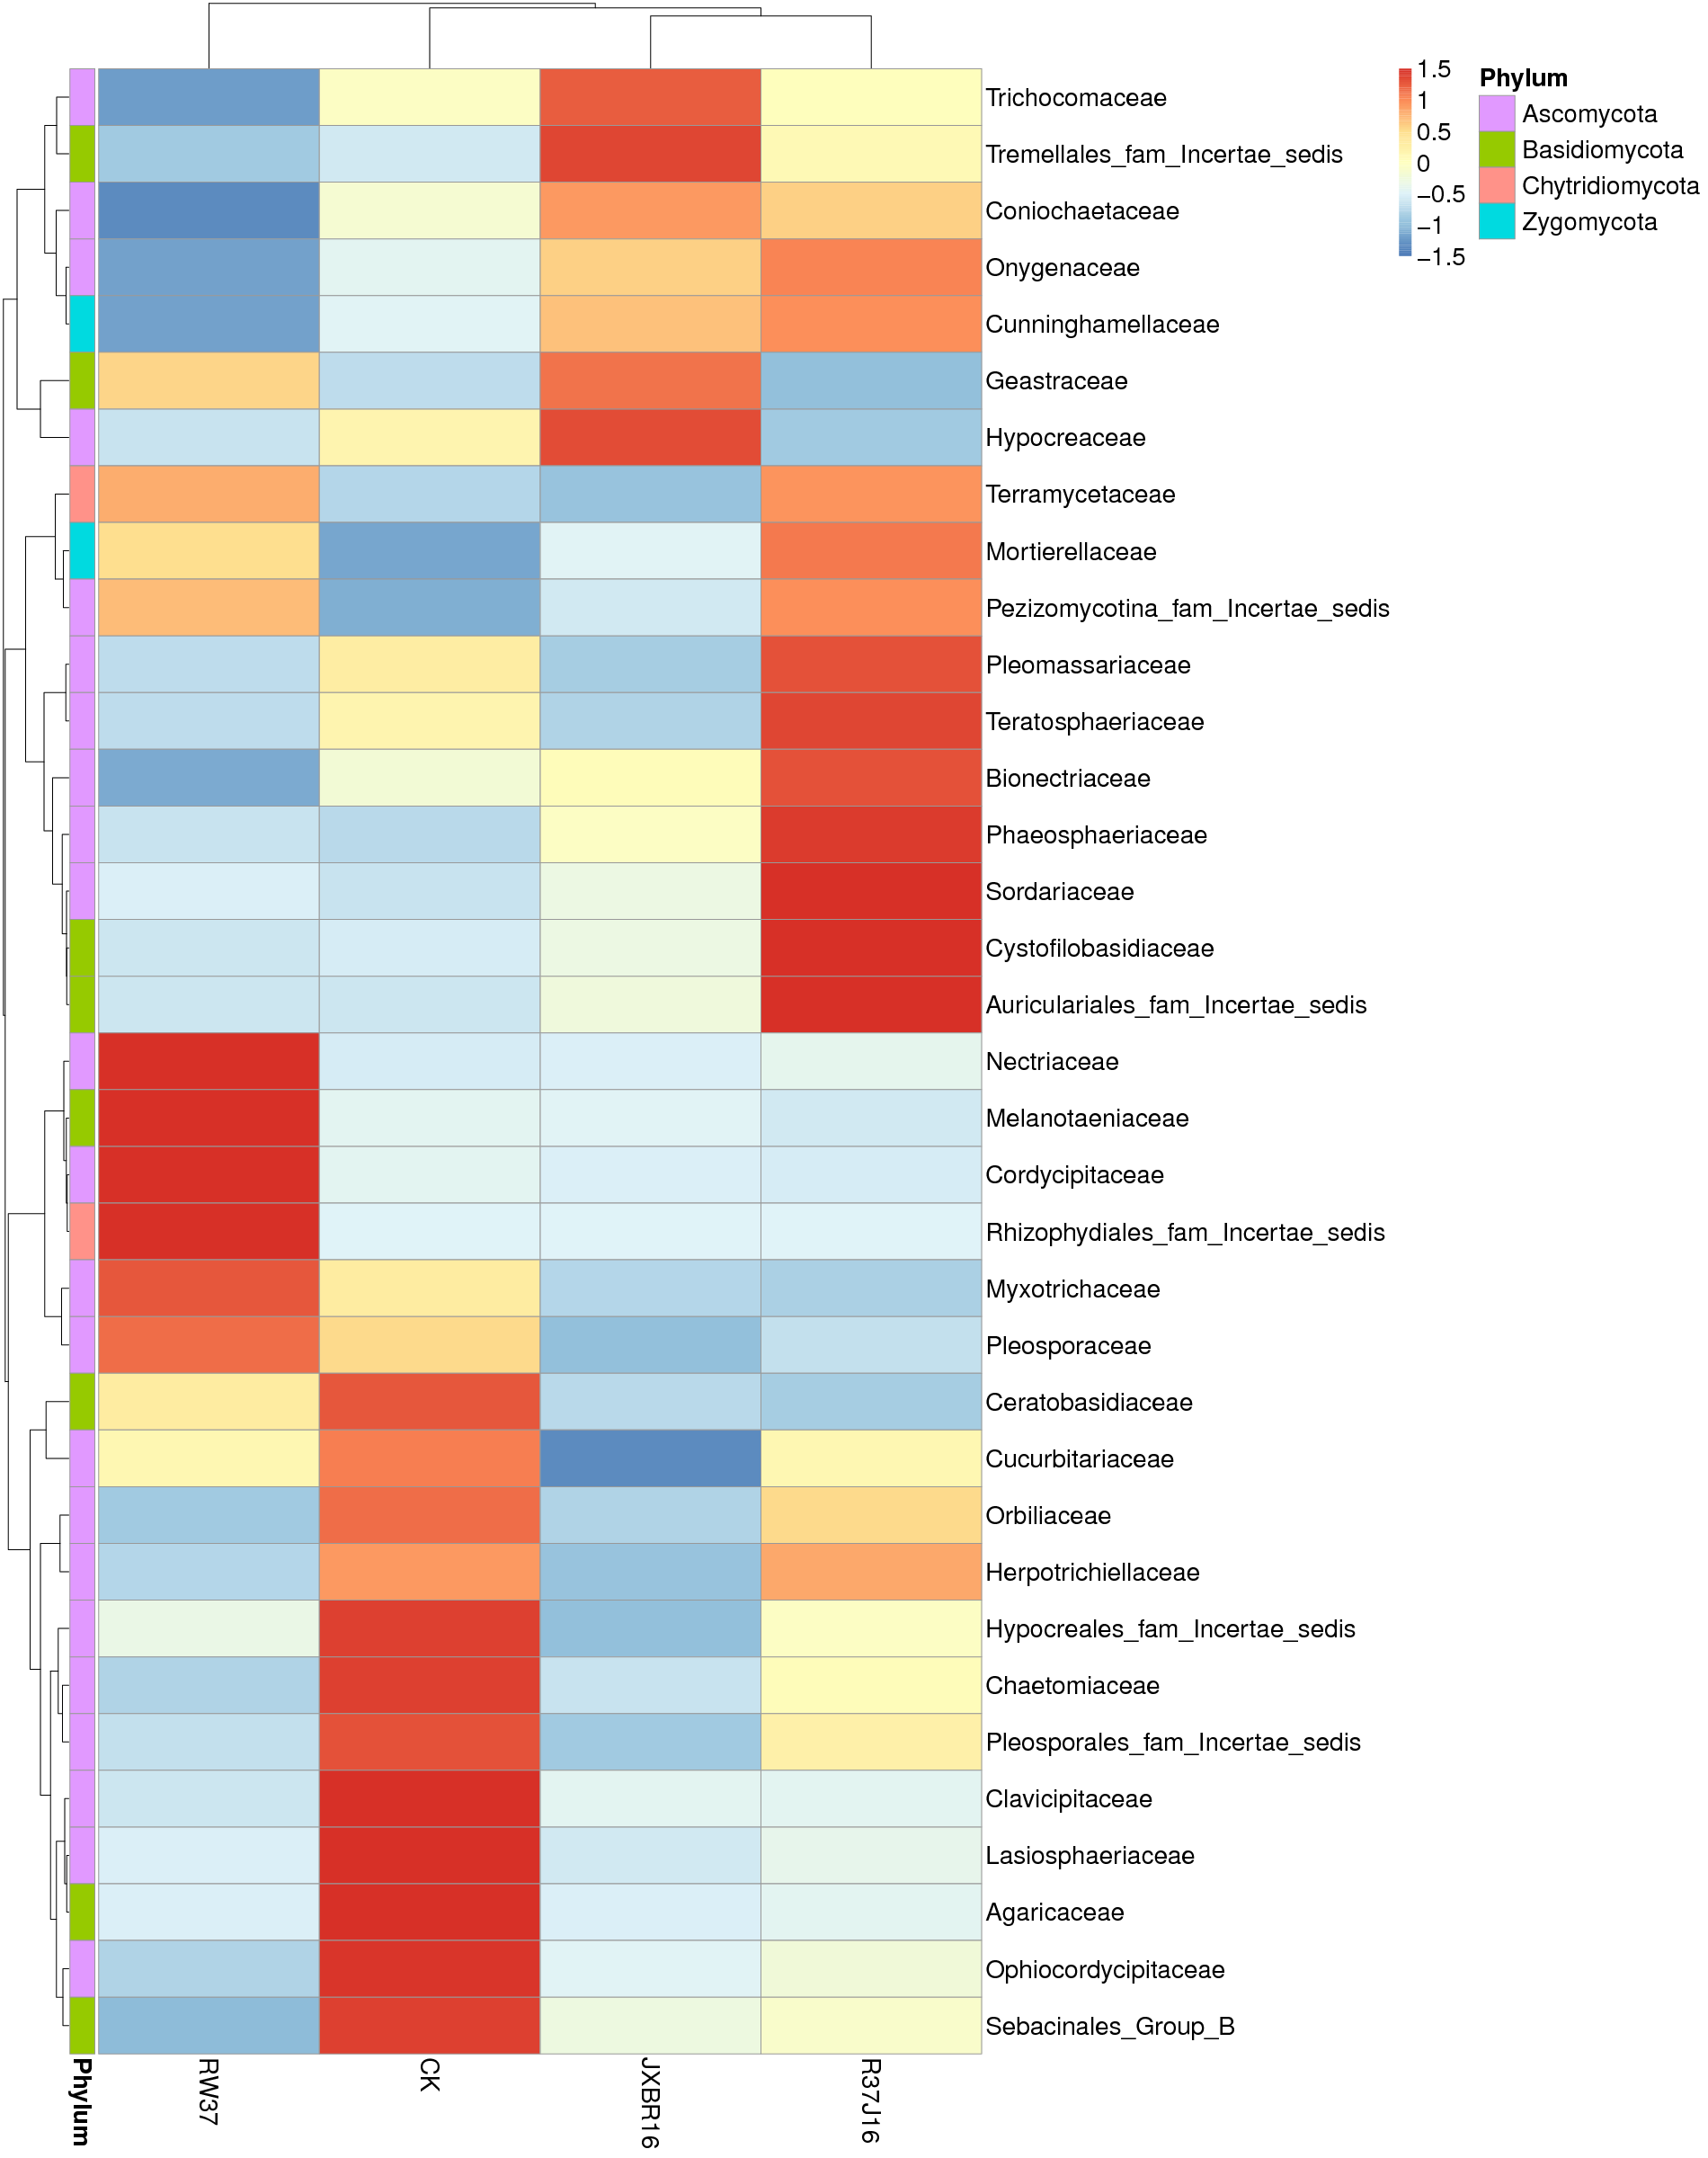 Trichocomaceae
Tremellales_fam_Incertae_sedis
Coniochaetaceae
Onygenaceae
Cunninghamellaceae
Geastraceae
Hypocreaceae
Terramycetaceae
Mortierellaceae
Pezizomycotina_fam_Incertae_sedis
Pleomassariaceae
Teratosphaeriaceae
Bionectriaceae
Phaeosphaeriaceae
Sordariaceae
Cystofilobasidiaceae
Auriculariales_fam_Incertae_sedis
Nectriaceae
Melanotaeniaceae
Cordycipitaceae
Rhizophydiales_fam_Incertae_sedis
Myxotrichaceae
Pleosporaceae
Ceratobasidiaceae
Cucurbitariaceae
Orbiliaceae
Herpotrichiellaceae
Hypocreales_fam_Incertae_sedis
Chaetomiaceae
Pleosporales_fam_Incertae_sedis
Clavicipitaceae
Lasiosphaeriaceae
Agaricaceae
Ophiocordycipitaceae
Sebacinales_Group_B
Phylum
RW37
CK
JXBR16
R37J16
1.5
1
0.5
0
−0.5
−1
−1.5
Phylum
Ascomycota
Basidiomycota
Chytridiomycota
Zygomycota